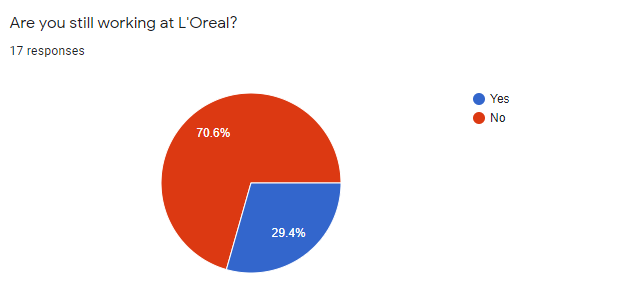 Are you still working at L'Oreal?
17 responses
Yes
No
70.6%
29.4%